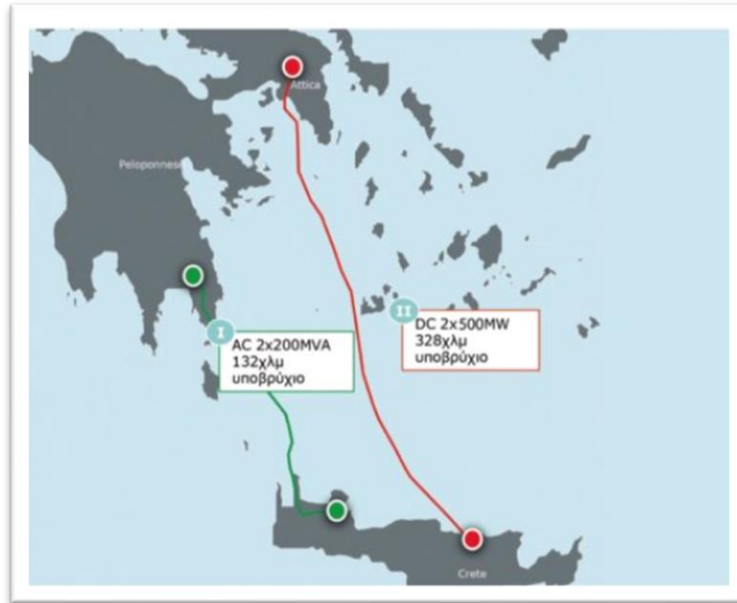 Attica
Peloponnese
I
AC 2x200MVA
132χλμ
υποβρύχιο
II
DC 2x500MW
328χλμ
υποβρύχιο
Crete